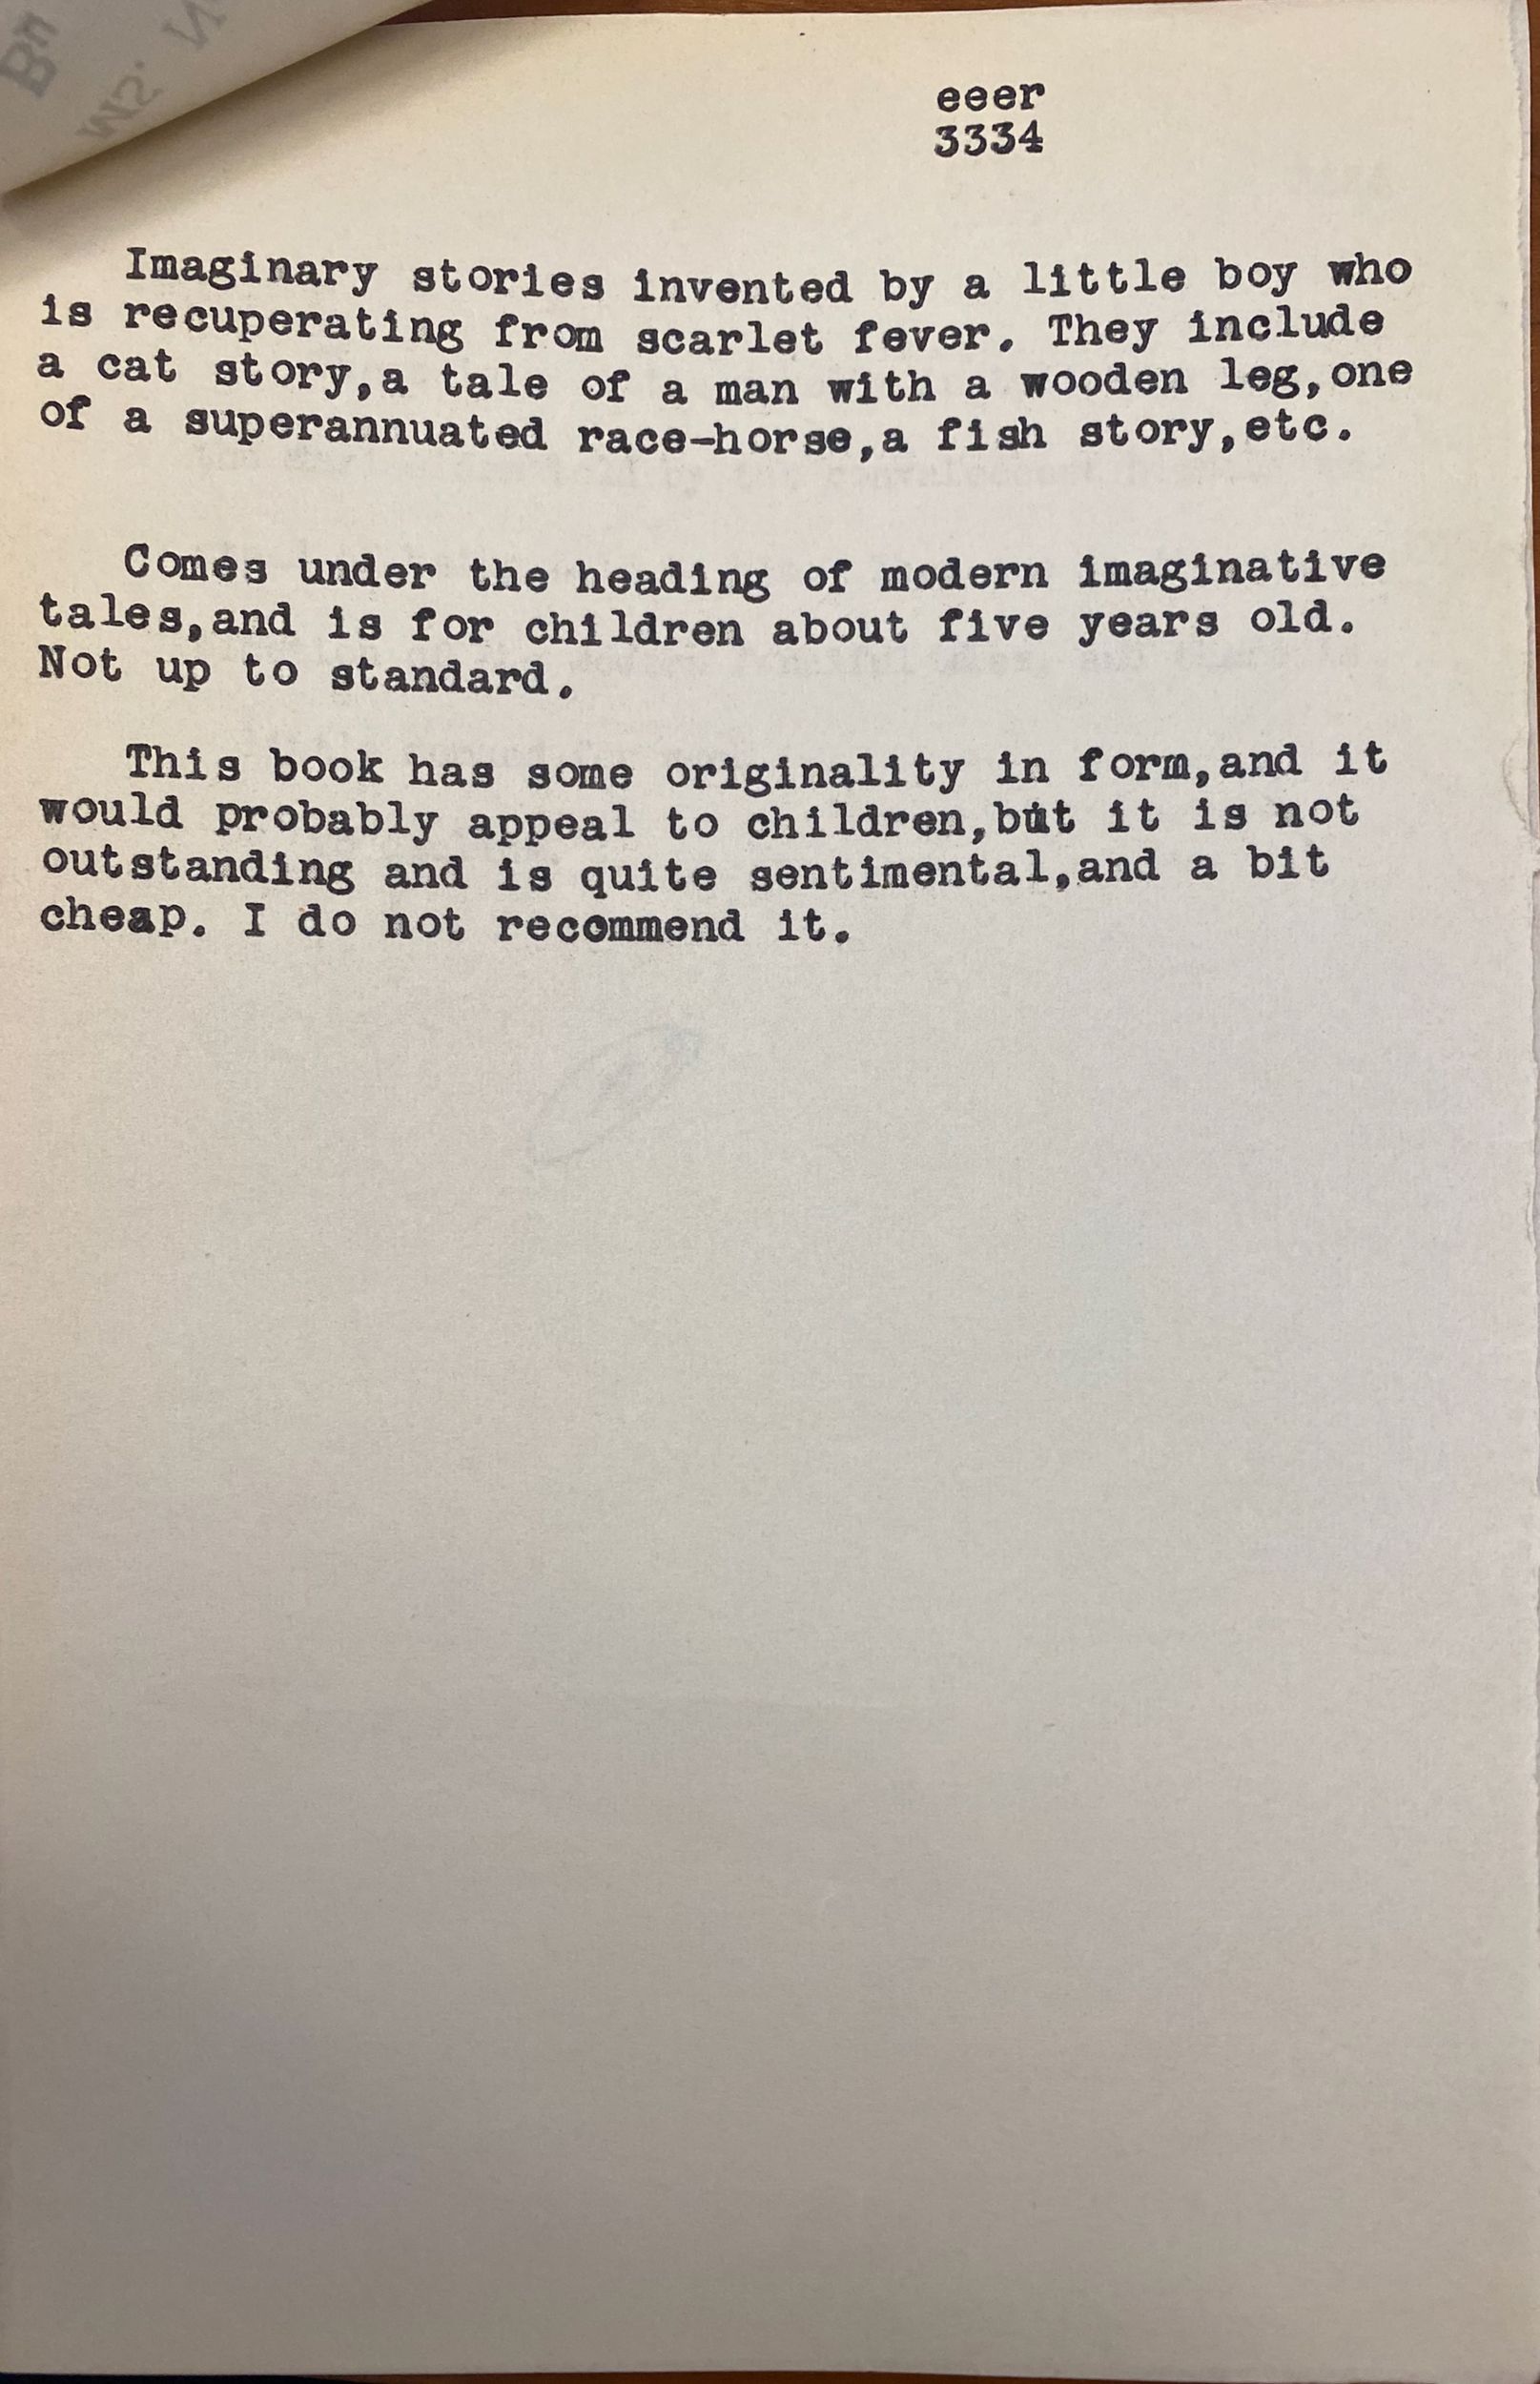 eeer
3334
Imaginary stories invented by a little boy who
is recuperating from scarlet fever. They include
a cat story,a tale of a man with a wooden leg,one
of a superannuated race-horse,a fish story,etc.
Comes under the heading of modern imaginative
tales,and is for children about five years old.
Not up to standard.
This book has some originality in form,and it
would probably appeal to children,but it is not
outstanding and is quite sentimental,and a bit
cheap. I do not recommend it.